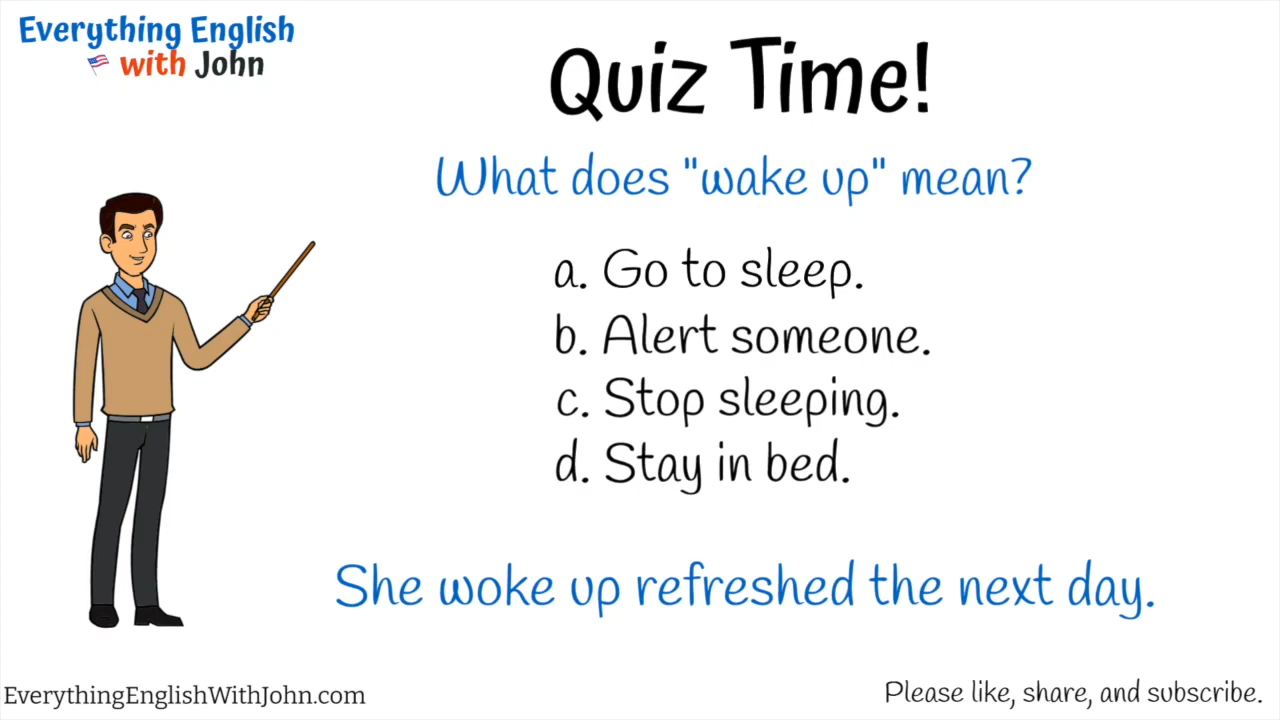 Everything English
with John
Quiz Time!
What does "wake up" mean?
a. Go to sleep.
b. Alert someone.
c. Stop sleeping.
d. Stay in bed.
She woke up refreshed the next day.
EverythingEnglishWithJohn.com
Please like, share, and subscribe.